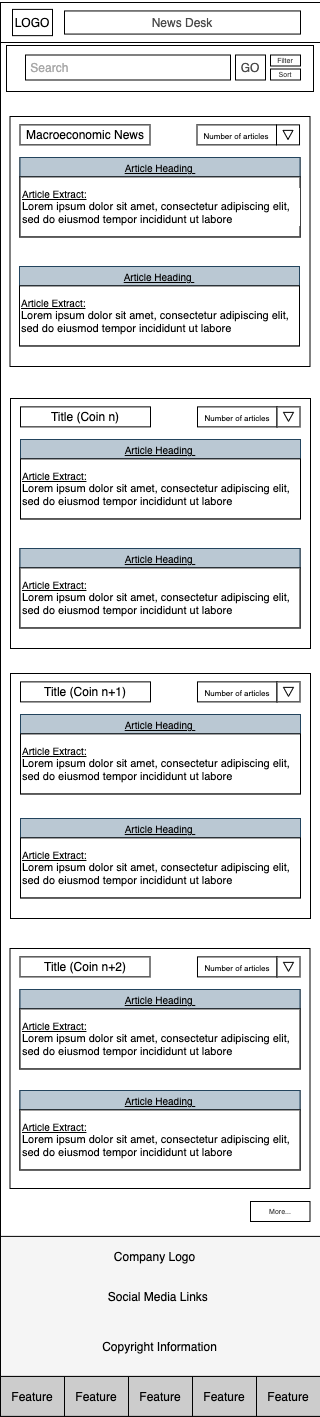 LOGO
News Desk
Search
GO
Filter
Sort
Macroeconomic News
Number of articles
Article Heading
Article Extract:
Lorem ipsum dolor sit amet, consectetur adipiscing elit,
sed do eiusmod tempor incididunt ut labore
Article Heading
Article Extract:
Lorem ipsum dolor sit amet, consectetur adipiscing elit,
sed do eiusmod tempor incididunt ut labore
Title (Coin n)
Number of articles
Article Heading
Article Extract:
Lorem ipsum dolor sit amet, consectetur adipiscing elit,
sed do eiusmod tempor incididunt ut labore
Article Heading
Article Extract:
Lorem ipsum dolor sit amet, consectetur adipiscing elit,
sed do eiusmod tempor incididunt ut labore
Title (Coin n+1)
Number of articles
Article Heading
Article Extract:
Lorem ipsum dolor sit amet, consectetur adipiscing elit,
sed do eiusmod tempor incididunt ut labore
Article Heading
Article Extract:
Lorem ipsum dolor sit amet, consectetur adipiscing elit,
sed do eiusmod tempor incididunt ut labore
Title (Coin n+2)
Number of articles
Article Heading
Article Extract:
Lorem ipsum dolor sit amet, consectetur adipiscing elit,
sed do eiusmod tempor incididunt ut labore
Article Heading
Article Extract:
Lorem ipsum dolor sit amet, consectetur adipiscing elit,
sed do eiusmod tempor incididunt ut labore
More...
Company Logo
Social Media Links
Copyright Information
Feature
Feature
Feature
Feature
Feature